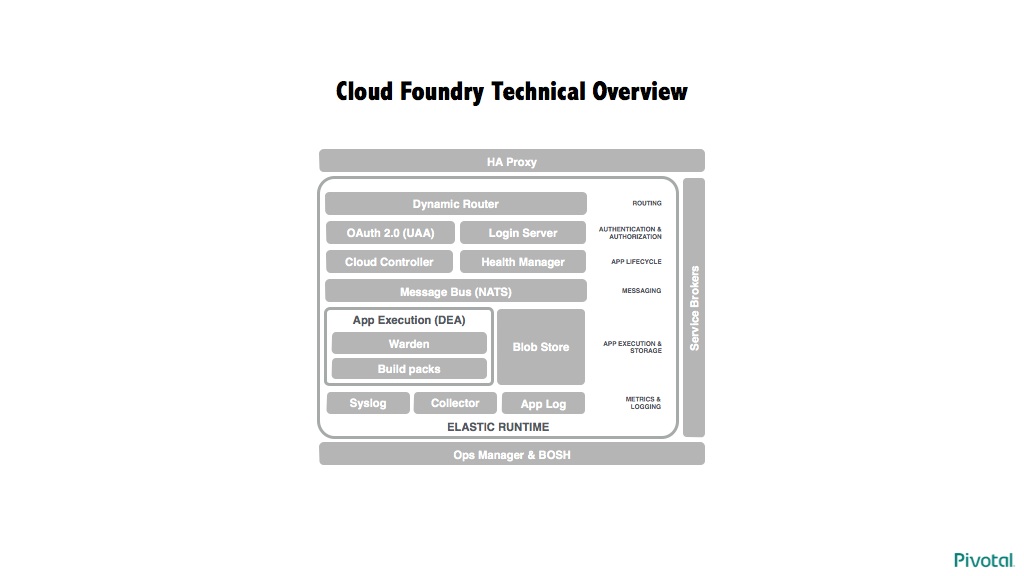 Cloud Foundry Technical Overview
HA Proxy
Dynamic Router
ROUTING
OAuth 2.0 (UAA)
Login Server
AUTHENTICATION &
AUTHORIZATION
Cloud Controller
Health Manager
APP LIFECYCLE
Message Bus (NATS)
MESSAGING
App Execution (DEA)
Warden
Build packs
Blob Store
APP EXECUTION &
STORAGE
Syslog
Collector
App Log
METRICS &
LOGGING
ELASTIC RUNTIME
Service Brokers
Ops Manager & BOSH
Pivotal